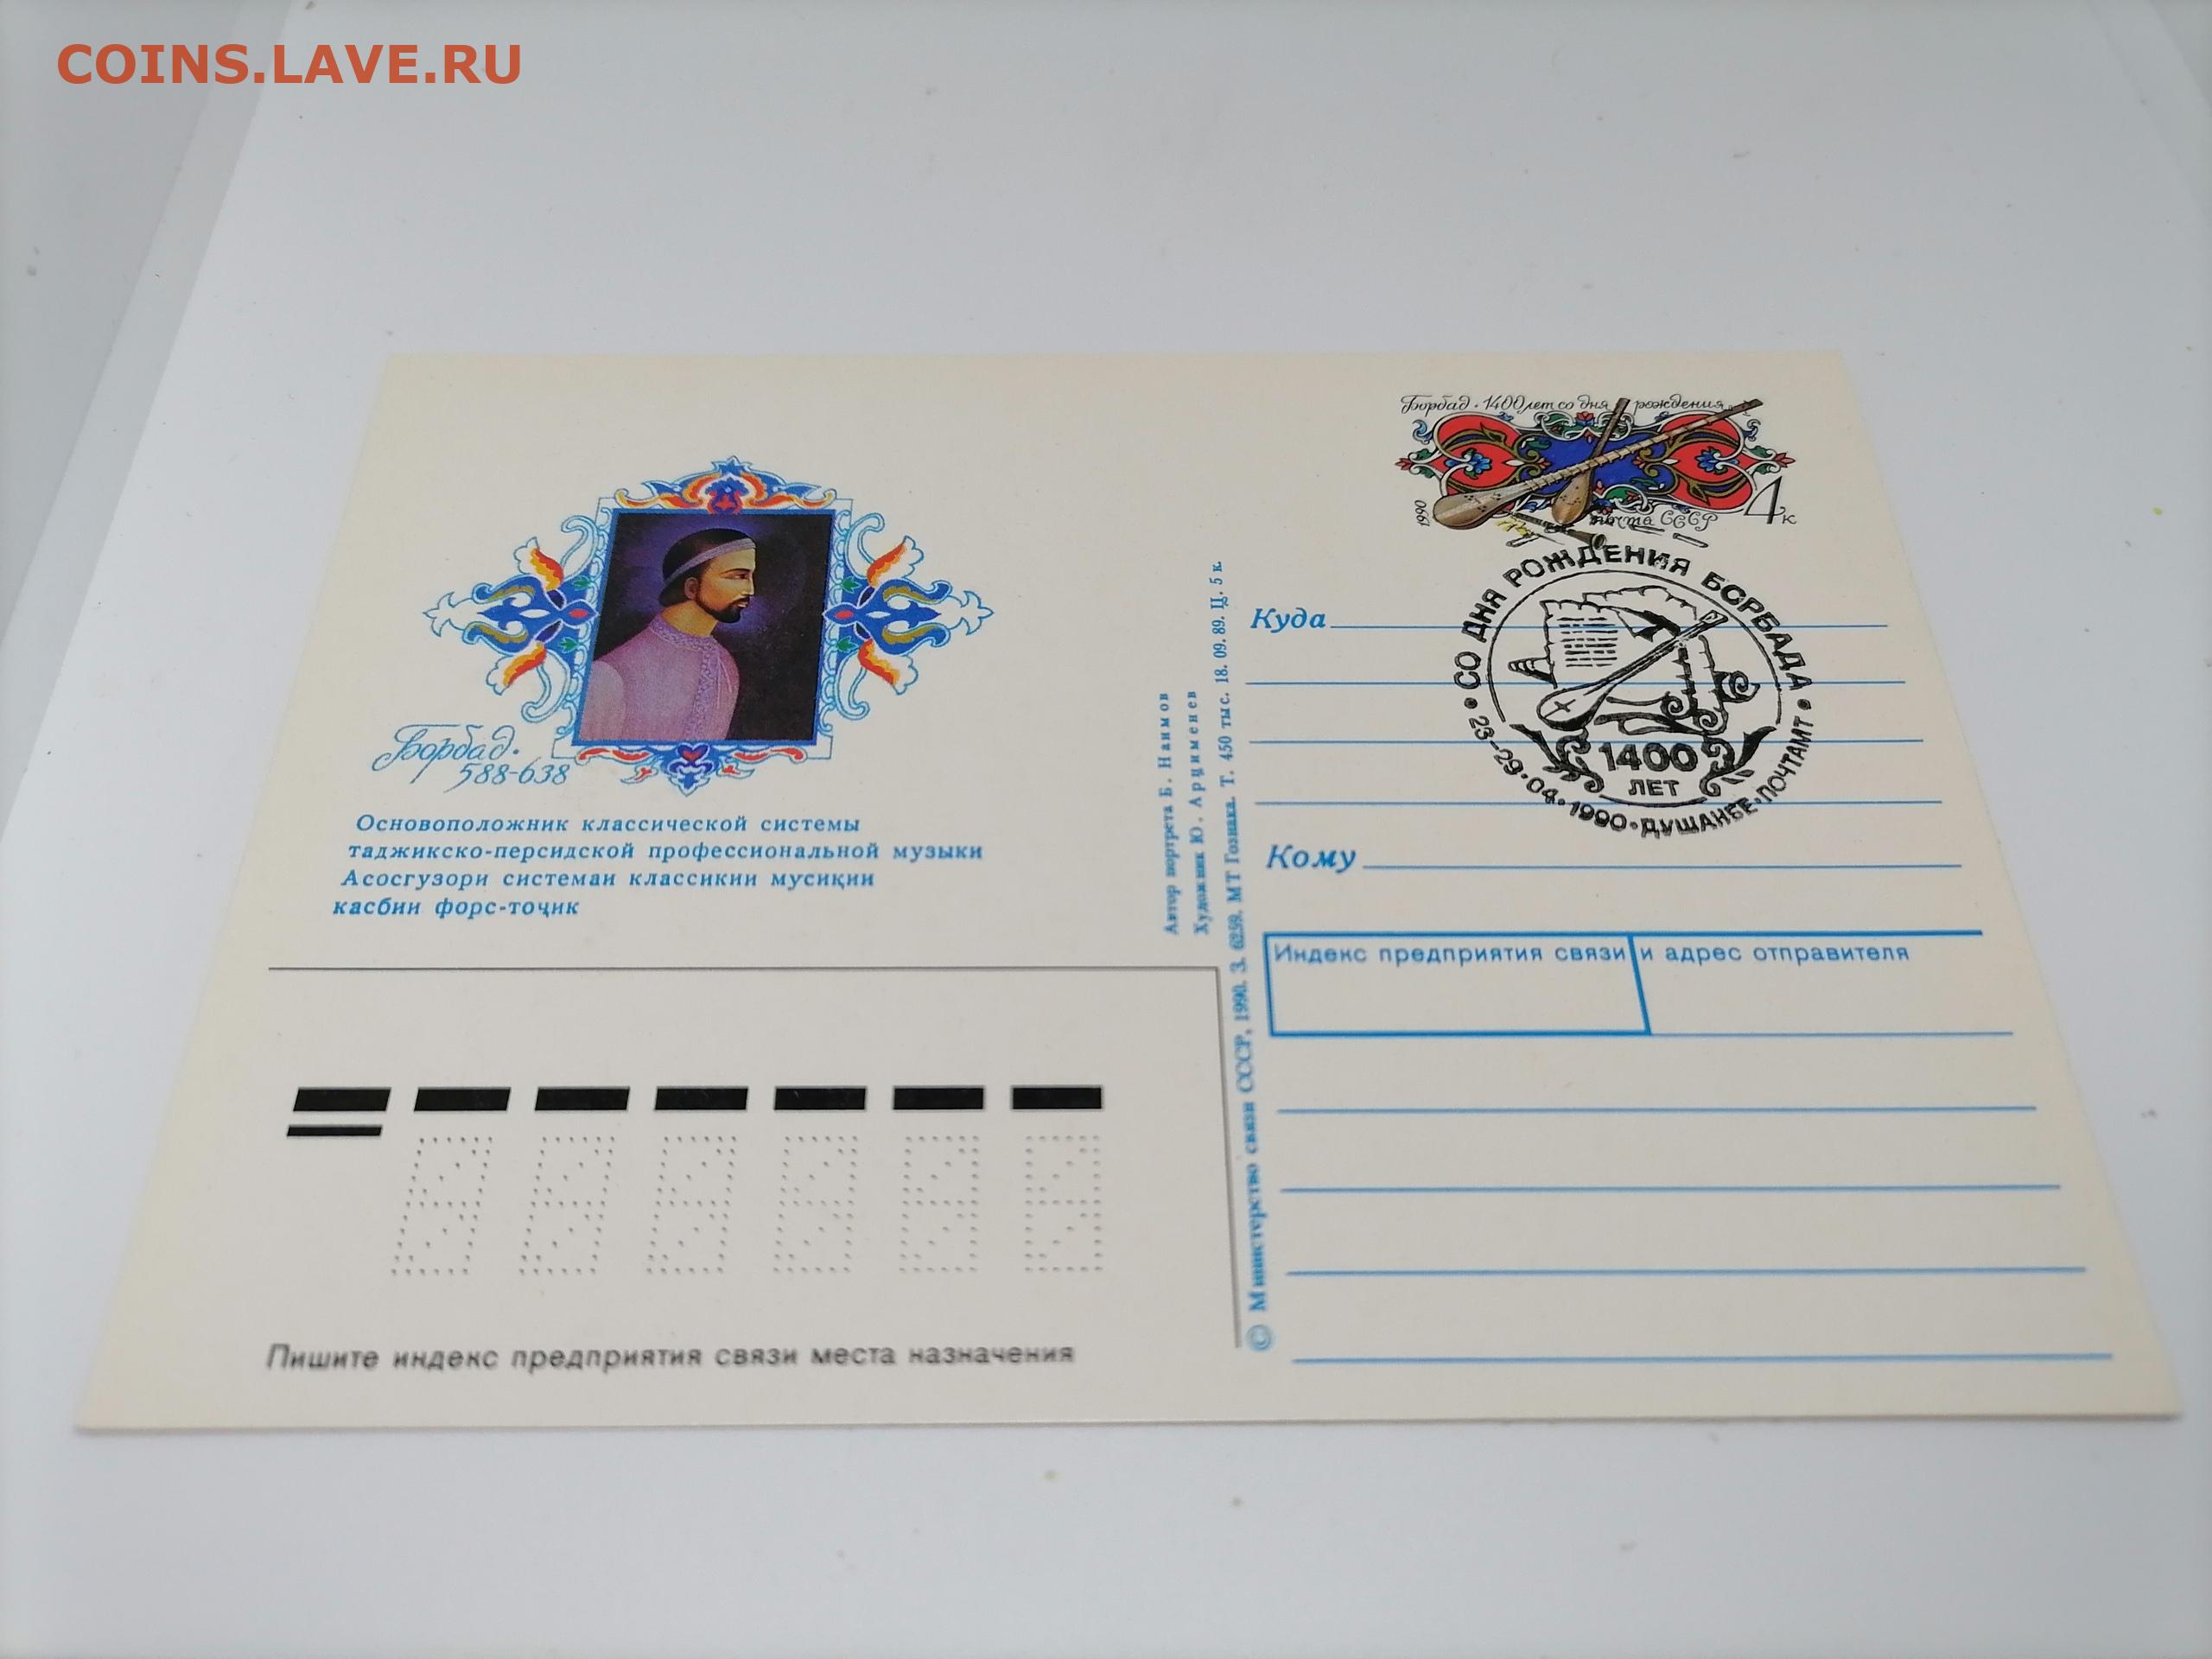 COINS.LAVE.RU
Борбад · 1400 лет со дня рождения
1990
почта СССР
4к
СО ДНЯ РОЖДЕНИЯ БОРБАДА
1400
ЛЕТ
23-29·04·1990·ДУШАНБЕ·ПОЧТАМТ
Борбад.
588-638
Основоположник классической системы
таджикско-персидской профессиональной музыки
Асосгузори системаи классикии мусиқии
касбии форс-тоҷик
Автор портрета Б. Наимов
Художник Ю. Арцименев
© Министерство связи СССР, 1990. З. 6259. МТ Гознака. Т. 450 тыс. 18. 09. 89. Ц. 5 к.
Куда
Кому
Индекс предприятия связи и адрес отправителя
Пишите индекс предприятия связи места назначения